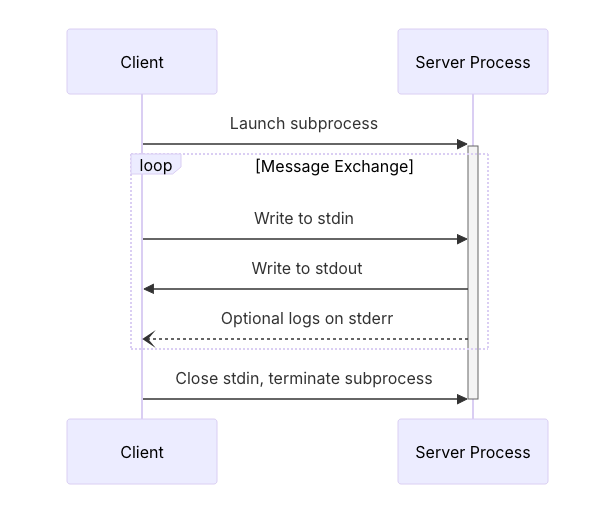 Client
Server Process
Launch subprocess
loop
[Message Exchange]
Write to stdin
Write to stdout
Optional logs on stderr
Close stdin, terminate subprocess
Client
Server Process